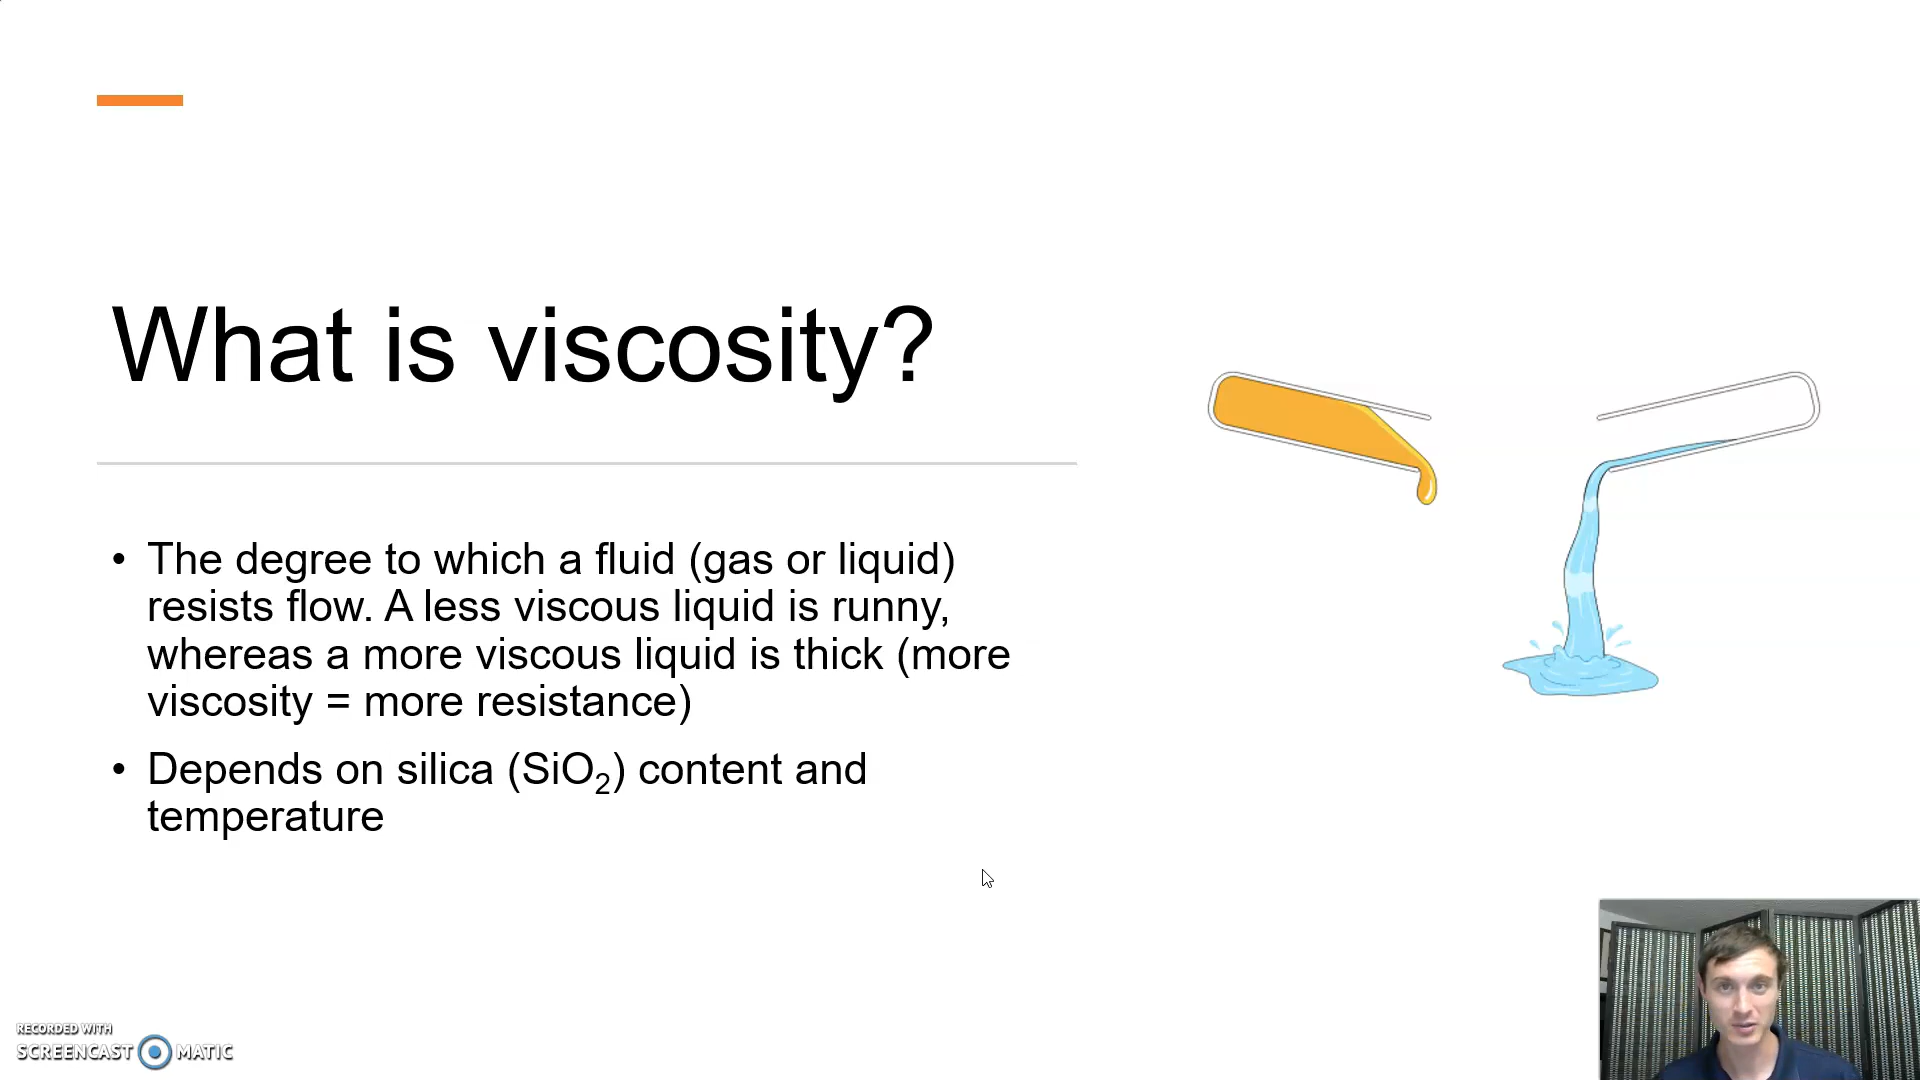 What is viscosity?
• The degree to which a fluid (gas or liquid)
resists flow. A less viscous liquid is runny,
whereas a more viscous liquid is thick (more
viscosity = more resistance)
• Depends on silica (SiO₂) content and
temperature
RECORDED WITH
SCREENCAST MATIC